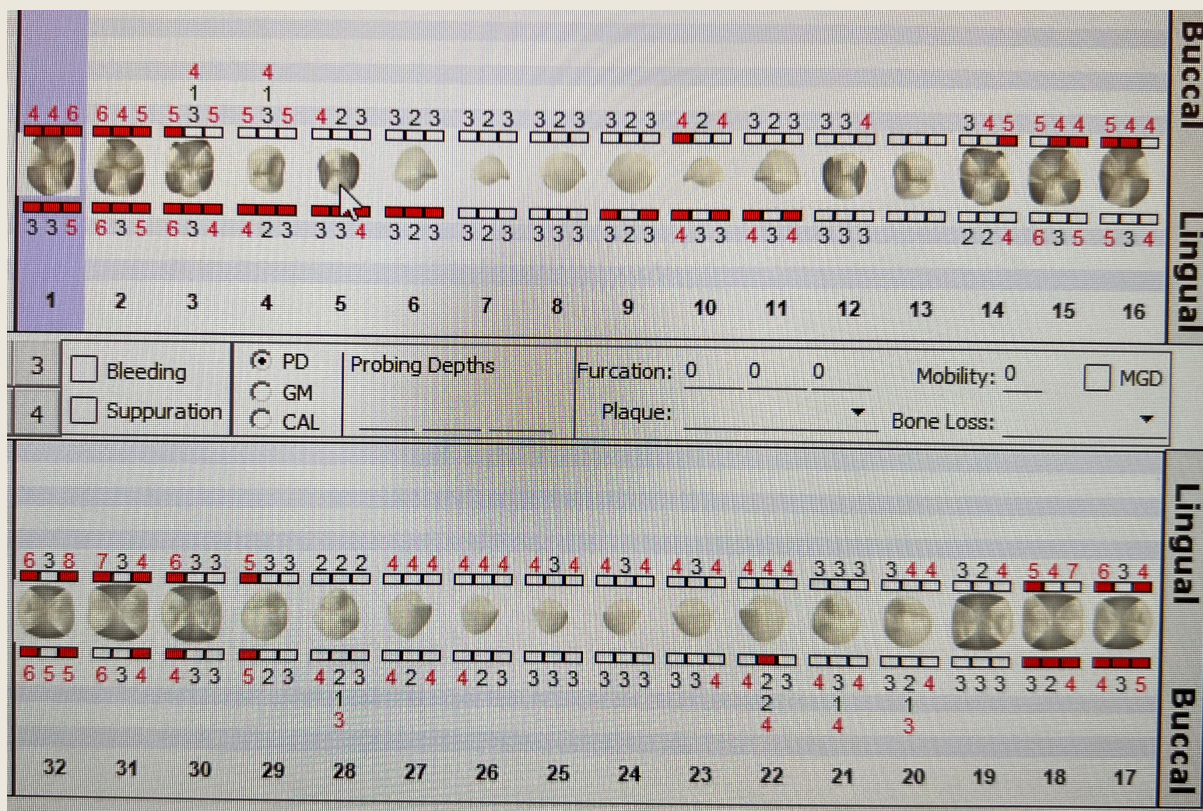 Buccal
4 4
1 1
4 4 6 6 4 5 5 3 5 5 3 5 4 2 3 3 2 3 3 2 3 3 2 3 3 2 3 4 2 4 3 2 3 3 3 4 3 4 5 5 4 4 5 4 4
Lingual
3 3 5 6 3 5 6 3 4 4 2 3 3 3 4 3 2 3 3 2 3 3 3 3 3 2 3 4 3 3 4 3 4 3 3 3 2 2 4 6 3 5 5 3 4
1 2 3 4 5 6 7 8 9 10 11 12 13 14 15 16
3 Bleeding PD Probing Depths Furcation: 0 0 0 Mobility: 0 MGD
GM
4 Suppuration CAL Plaque: Bone Loss:
Lingual
6 3 8 7 3 4 6 3 3 5 3 3 2 2 2 4 4 4 4 4 4 4 3 4 4 3 4 4 3 4 4 4 4 3 3 3 3 4 4 3 2 4 5 4 7 6 3 4
Buccal
6 5 5 6 3 4 4 3 3 5 2 3 4 2 3 4 2 4 4 2 3 3 3 3 3 3 3 3 3 4 4 2 3 4 3 4 3 2 4 3 3 3 3 2 4 4 3 5
1 2 1 1
3 4 4 3
32 31 30 29 28 27 26 25 24 23 22 21 20 19 18 17